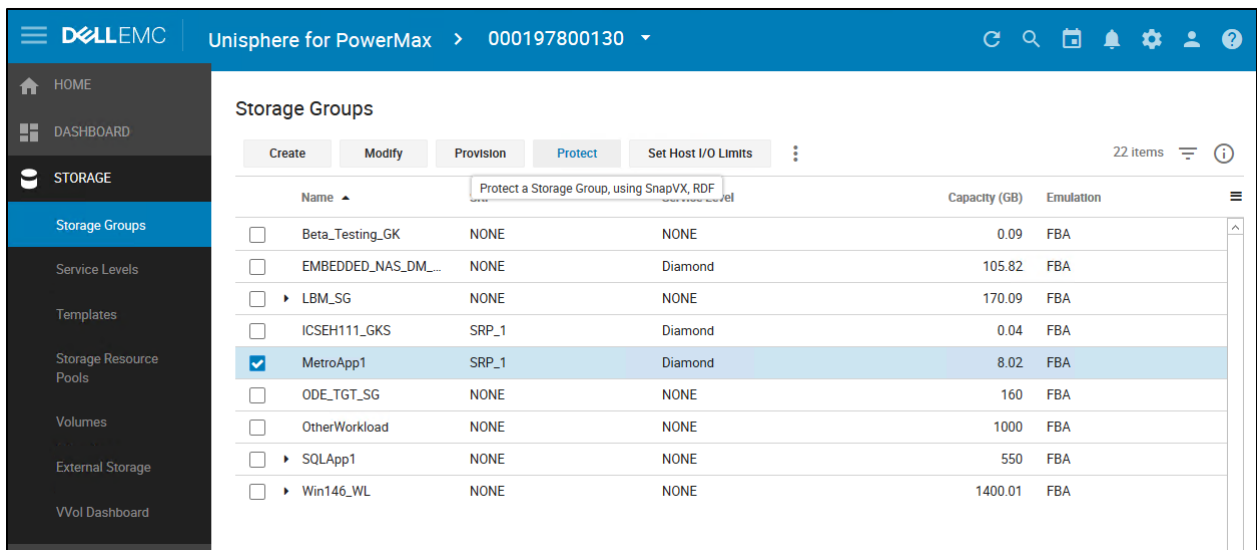 DELLEMC
Unisphere for PowerMax > 000197800130
HOME
DASHBOARD
STORAGE
Storage Groups
Service Levels
Templates
Storage Resource
Pools
Volumes
External Storage
VVol Dashboard
Storage Groups
Create Modify Provision Protect Set Host I/O Limits
22 items
Protect a Storage Group, using SnapVX, RDF
Name Capacity (GB) Emulation
Beta_Testing_GK NONE NONE 0.09 FBA
EMBEDDED_NAS_DM_... NONE Diamond 105.82 FBA
LBM_SG NONE NONE 170.09 FBA
ICSEH111_GKS SRP_1 Diamond 0.04 FBA
MetroApp1 SRP_1 Diamond 8.02 FBA
ODE_TGT_SG NONE NONE 160 FBA
OtherWorkload NONE NONE 1000 FBA
SQLApp1 NONE NONE 550 FBA
Win146_WL NONE NONE 1400.01 FBA